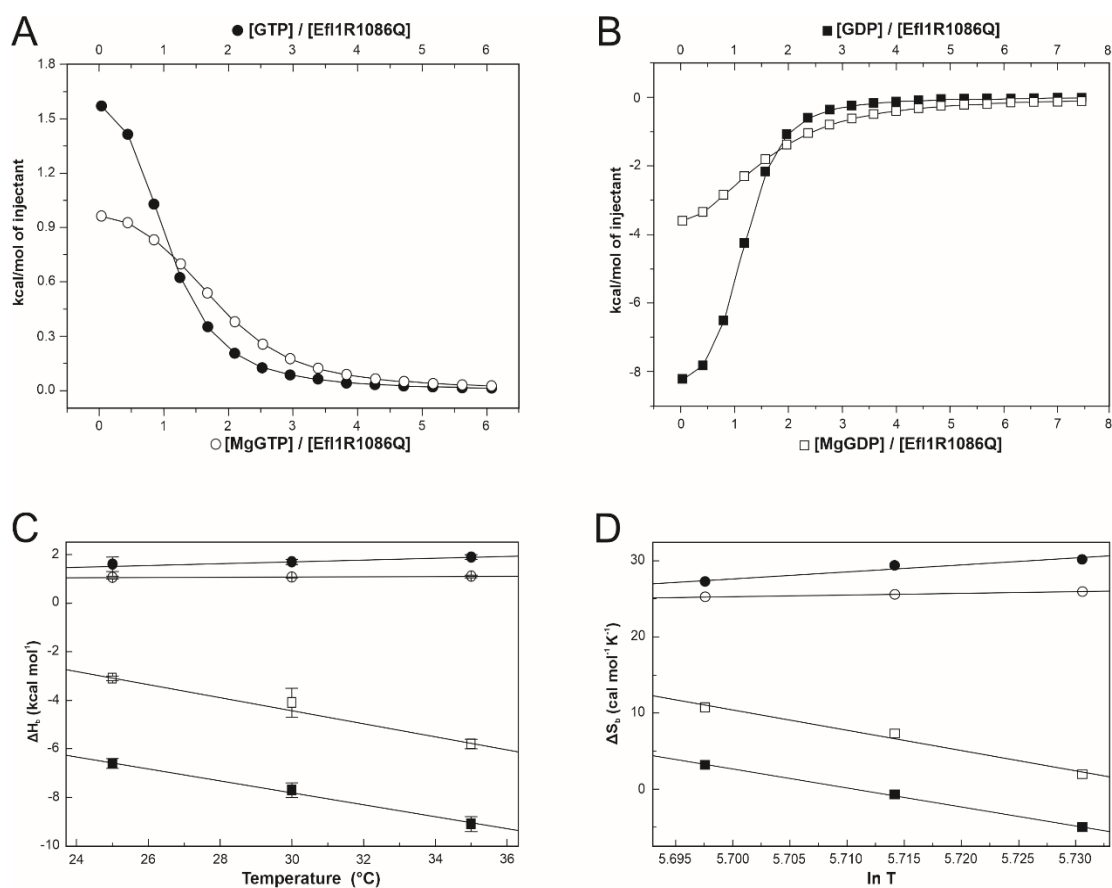 A
● [GTP] / [Efl1R1086Q]
0 1 2 3 4 5 6
kcal/mol of injectant
1.8
1.5
1.2
0.9
0.6
0.3
0.0
0 1 2 3 4 5 6
○ [MgGTP] / [Efl1R1086Q]
B
■ [GDP] / [Efl1R1086Q]
0 1 2 3 4 5 6 7 8
kcal/mol of injectant
0
-2
-4
-6
-8
0 1 2 3 4 5 6 7 8
□ [MgGDP] / [Efl1R1086Q]
C
ΔH_b (kcal mol¹)
2
0
-2
-4
-6
-8
-10
24 26 28 30 32 34 36
Temperature (°C)
D
ΔS_b (cal mol⁻¹ K⁻¹)
30
20
10
0
5.695 5.700 5.705 5.710 5.715 5.720 5.725 5.730
ln T